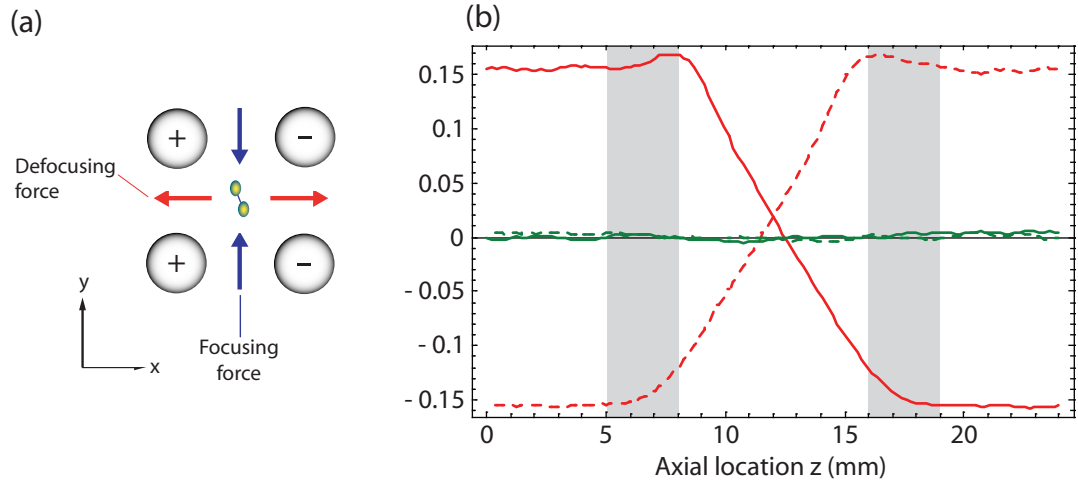 (a)
+
-
Defocusing
force
+
-
y
x
Focusing
force
(b)
0.15
0.1
0.05
0
- 0.05
- 0.1
- 0.15
0 5 10 15 20
Axial location z (mm)